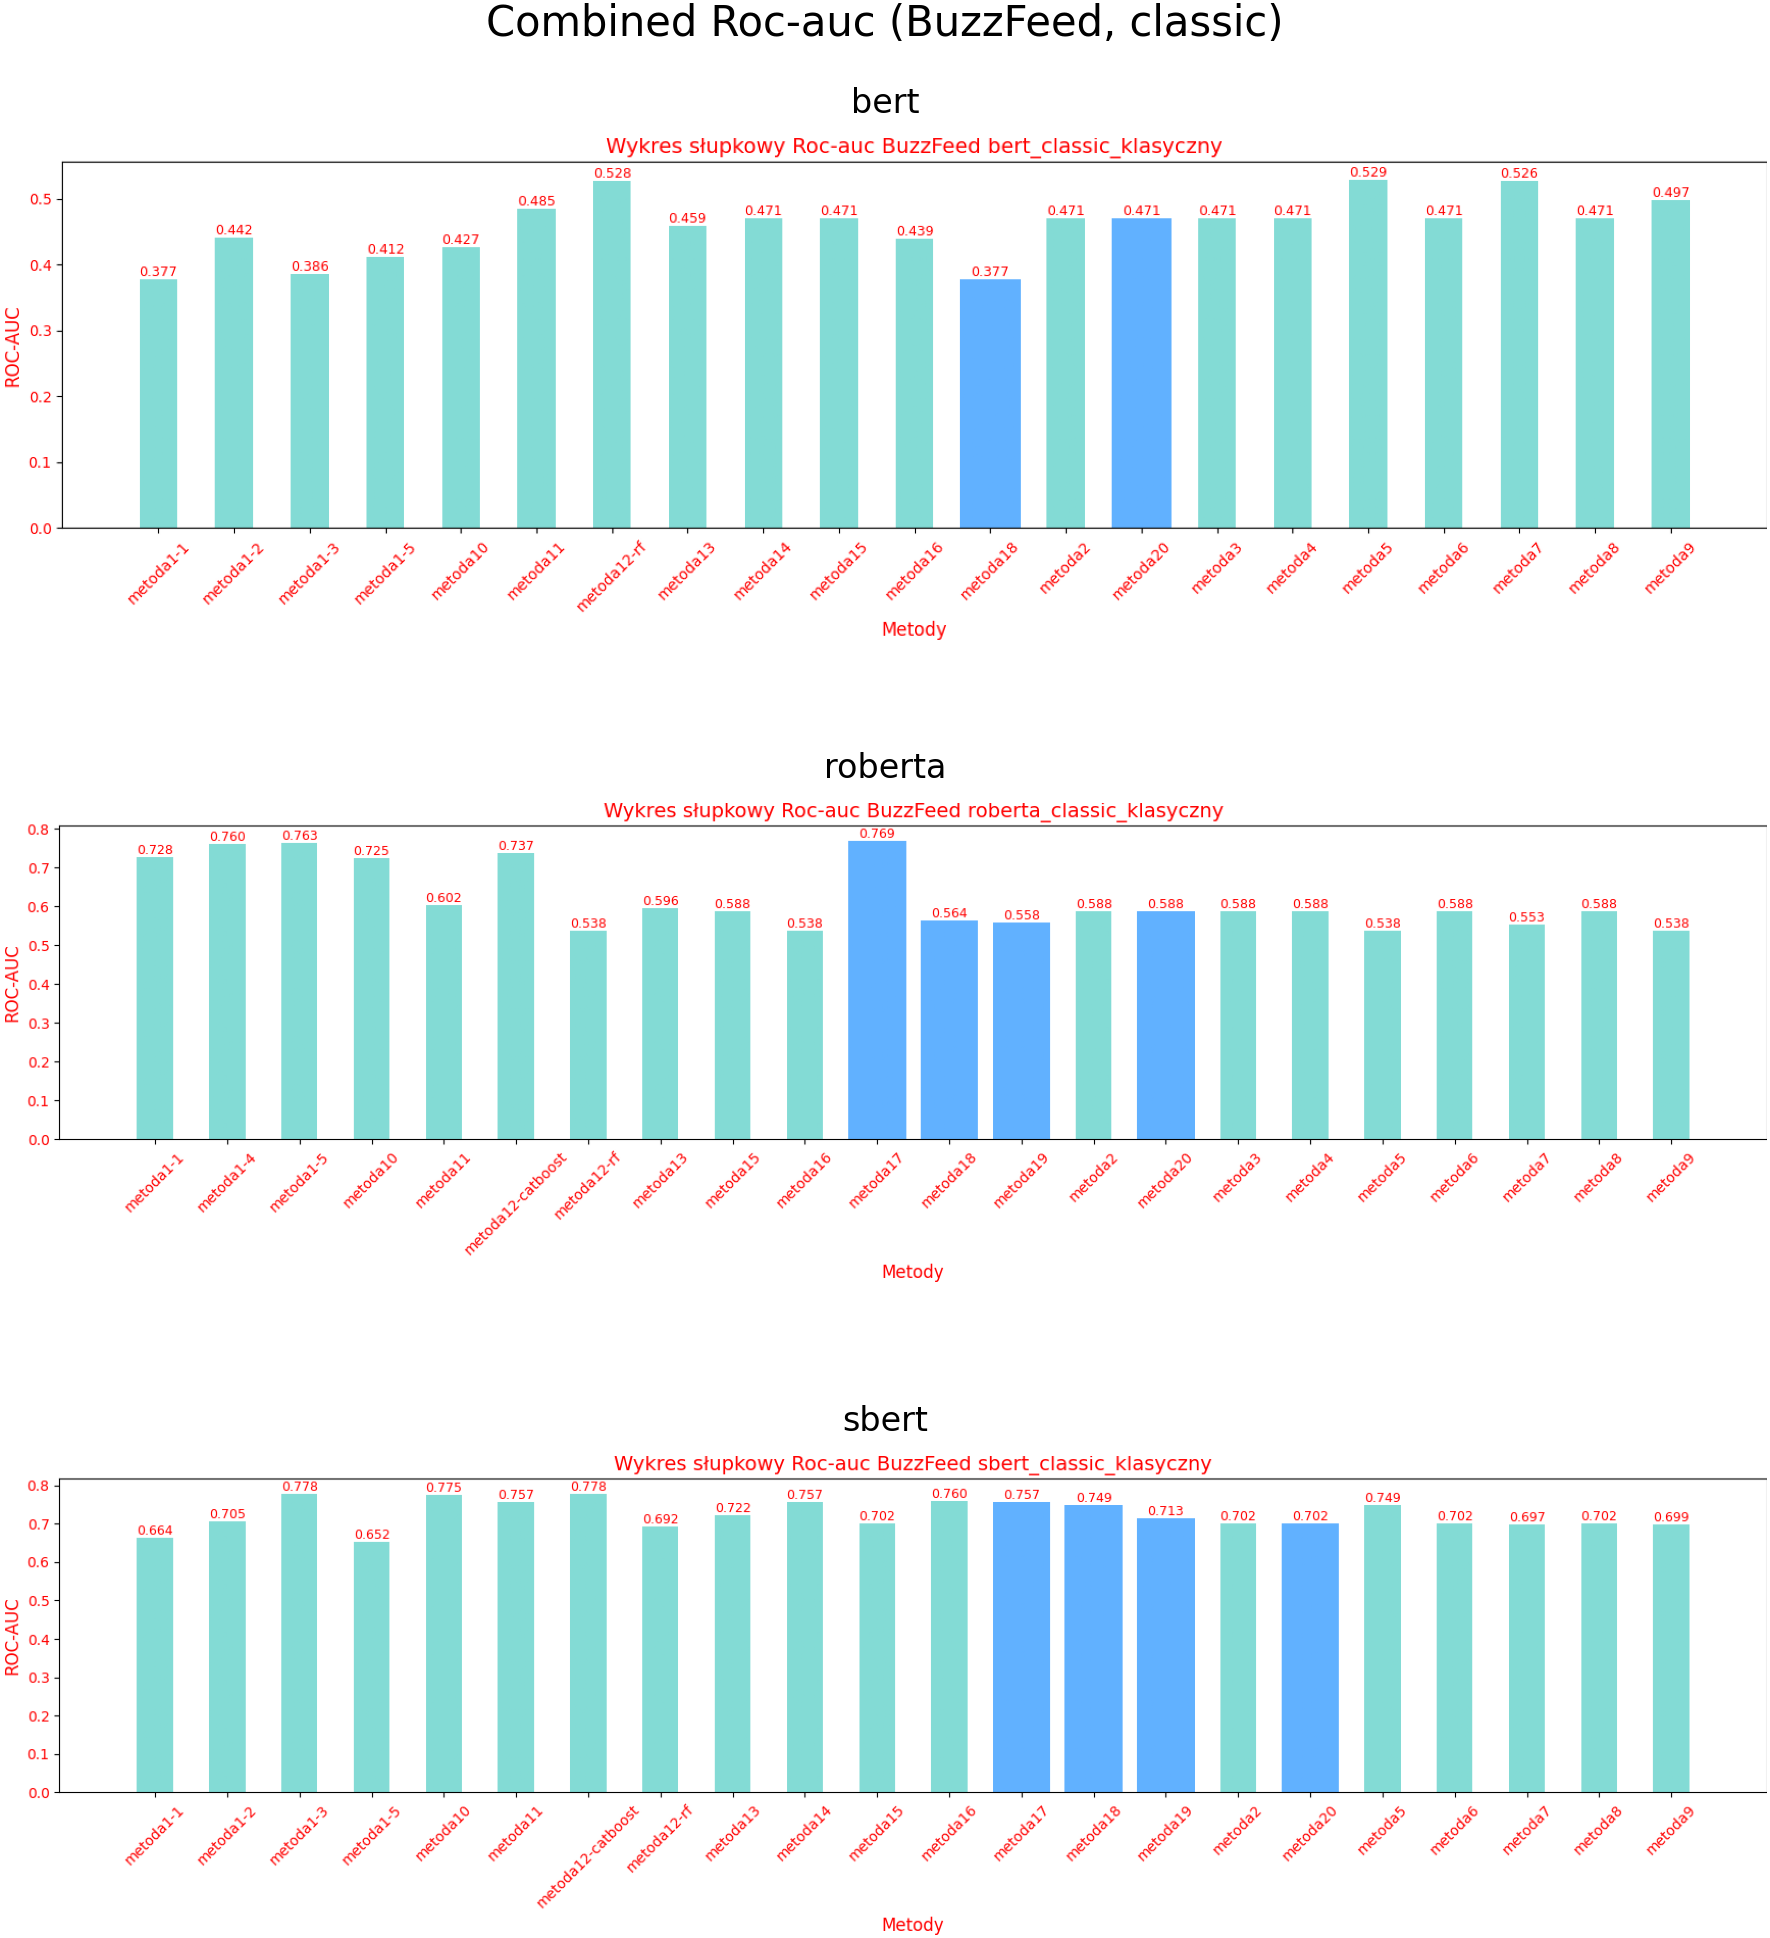 Combined Roc-auc (BuzzFeed, classic)
bert
Wykres słupkowy Roc-auc BuzzFeed bert_classic_klasyczny
ROC-AUC
0.5
0.4
0.3
0.2
0.1
0.0
0.377 0.442 0.386 0.412 0.427 0.485 0.528 0.459 0.471 0.471 0.439 0.377 0.471 0.471 0.471 0.471 0.529 0.471 0.526 0.471 0.497
metoda1-1 metoda1-2 metoda1-3 metoda1-5 metoda10 metoda11 metoda12-rf metoda13 metoda14 metoda15 metoda16 metoda18 metoda2 metoda20 metoda3 metoda4 metoda5 metoda6 metoda7 metoda8 metoda9
Metody
roberta
Wykres słupkowy Roc-auc BuzzFeed roberta_classic_klasyczny
ROC-AUC
0.8
0.7
0.6
0.5
0.4
0.3
0.2
0.1
0.0
0.728 0.760 0.763 0.725 0.602 0.737 0.538 0.596 0.588 0.538 0.769 0.564 0.558 0.588 0.588 0.588 0.588 0.538 0.588 0.553 0.588 0.538
metoda1-1 metoda1-4 metoda1-5 metoda10 metoda11 metoda12-catboost metoda12-rf metoda13 metoda15 metoda16 metoda17 metoda18 metoda19 metoda2 metoda20 metoda3 metoda4 metoda5 metoda6 metoda7 metoda8 metoda9
Metody
sbert
Wykres słupkowy Roc-auc BuzzFeed sbert_classic_klasyczny
ROC-AUC
0.8
0.7
0.6
0.5
0.4
0.3
0.2
0.1
0.0
0.664 0.705 0.778 0.652 0.775 0.757 0.778 0.692 0.722 0.757 0.702 0.760 0.757 0.749 0.713 0.702 0.702 0.749 0.702 0.697 0.702 0.699
metoda1-1 metoda1-2 metoda1-3 metoda1-5 metoda10 metoda11 metoda12-catboost metoda12-rf metoda13 metoda14 metoda15 metoda16 metoda17 metoda18 metoda19 metoda2 metoda20 metoda5 metoda6 metoda7 metoda8 metoda9
Metody